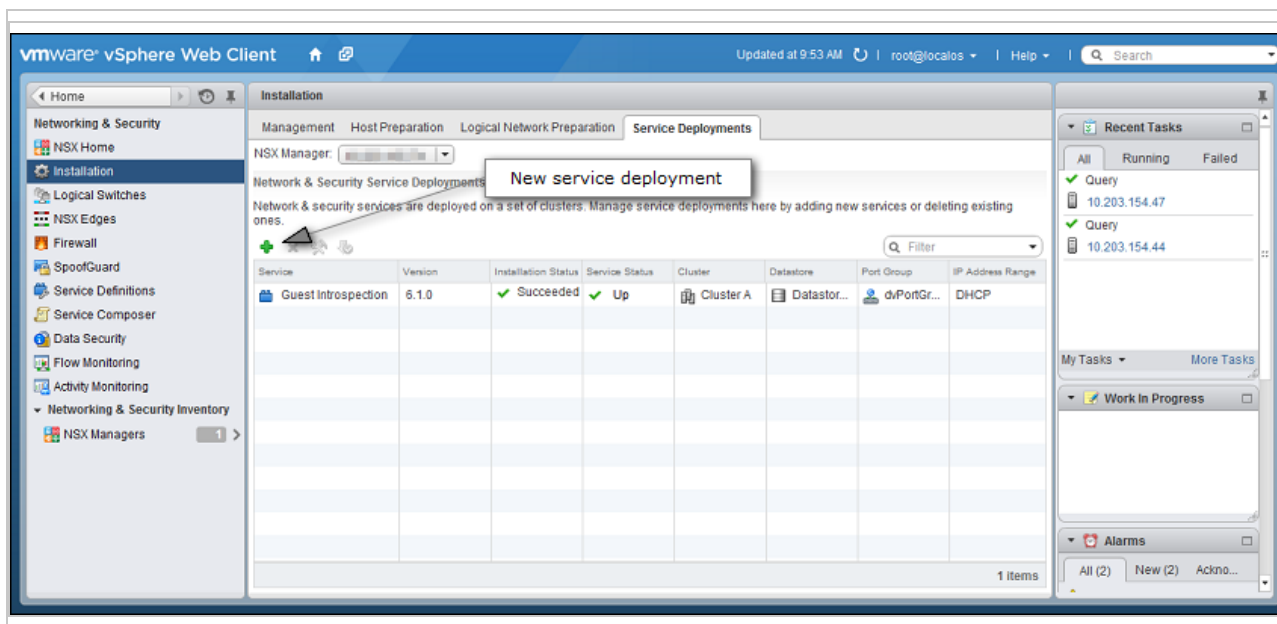 vmware® vSphere Web Client
Updated at 9:53 AM | root@localos | Help | Search
Home
Networking & Security
NSX Home
Installation
Logical Switches
NSX Edges
Firewall
SpoofGuard
Service Definitions
Service Composer
Data Security
Flow Monitoring
Activity Monitoring
Networking & Security Inventory
NSX Managers 1
Installation
Management Host Preparation Logical Network Preparation Service Deployments
NSX Manager:
Network & Security Service Deployments
New service deployment
Network & security services are deployed on a set of clusters. Manage service deployments here by adding new services or deleting existing
ones.
Filter
Service Version Installation Status Service Status Cluster Datastore Port Group IP Address Range
Guest Introspection 6.1.0 Succeeded Up Cluster A Datastor... dvPortGr... DHCP
1 items
Recent Tasks
All Running Failed
Query
10.203.154.47
Query
10.203.154.44
My Tasks More Tasks
Work In Progress
Alarms
All (2) New (2) Ackno...